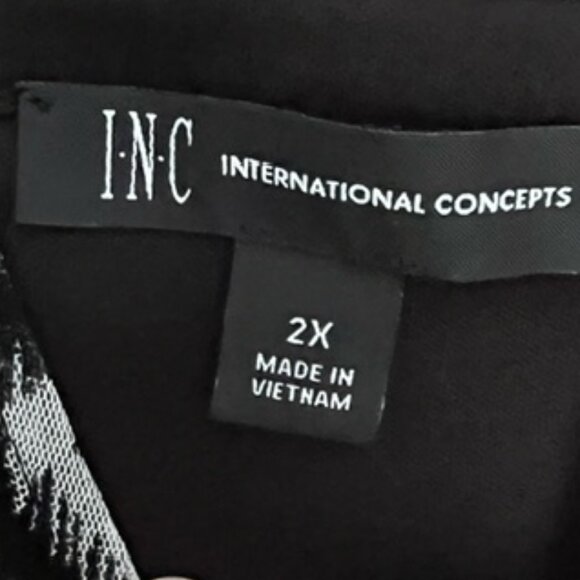 I·N·C INTERNATIONAL CONCEPTS
2X
MADE IN
VIETNAM